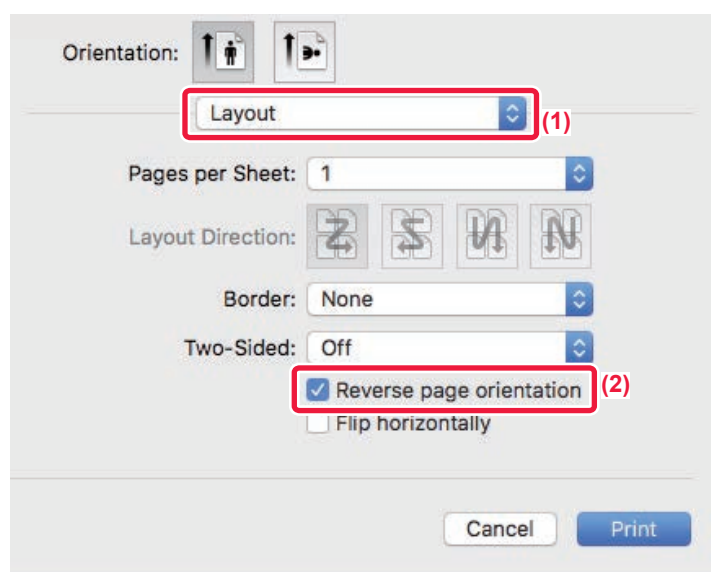 Orientation:
Layout
(1)
Pages per Sheet: 1
Layout Direction:
Border: None
Two-Sided: Off
Reverse page orientation
(2)
Flip horizontally
Cancel Print